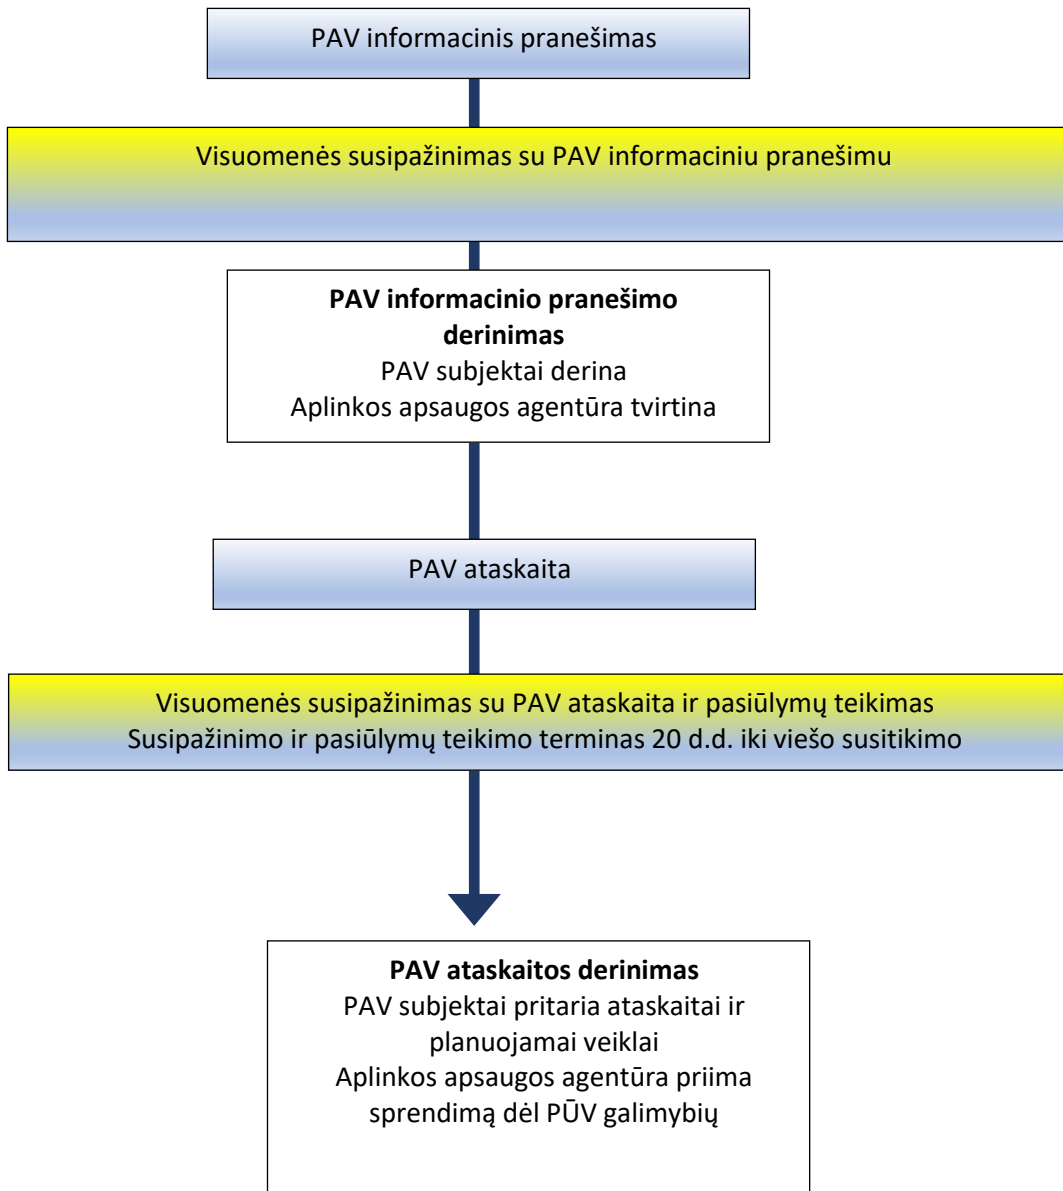 PAV informacinis pranešimas
Visuomenės susipažinimas su PAV informaciniu pranešimu
PAV informacinio pranešimo
derinimas
PAV subjektai derina
Aplinkos apsaugos agentūra tvirtina
PAV ataskaita
Visuomenės susipažinimas su PAV ataskaita ir pasiūlymų teikimas
Susipažinimo ir pasiūlymų teikimo terminas 20 d.d. iki viešo susitikimo
PAV ataskaitos derinimas
PAV subjektai pritaria ataskaitai ir
planuojamai veiklai
Aplinkos apsaugos agentūra priima
sprendimą dėl PŪV galimybių